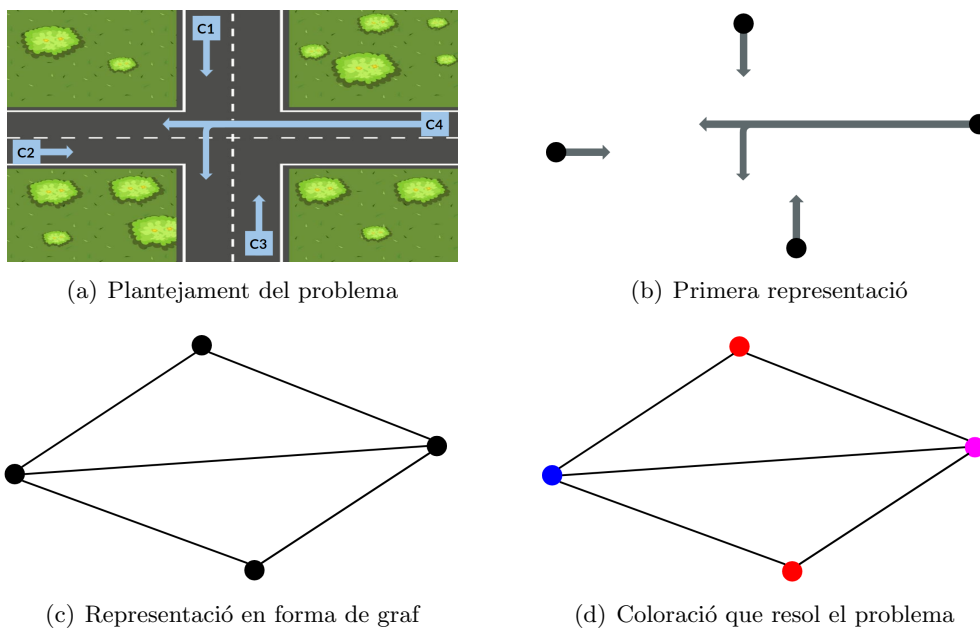 C1
C4
C2
C3
(a) Plantejament del problema
(b) Primera representació
(c) Representació en forma de graf
(d) Coloració que resol el problema